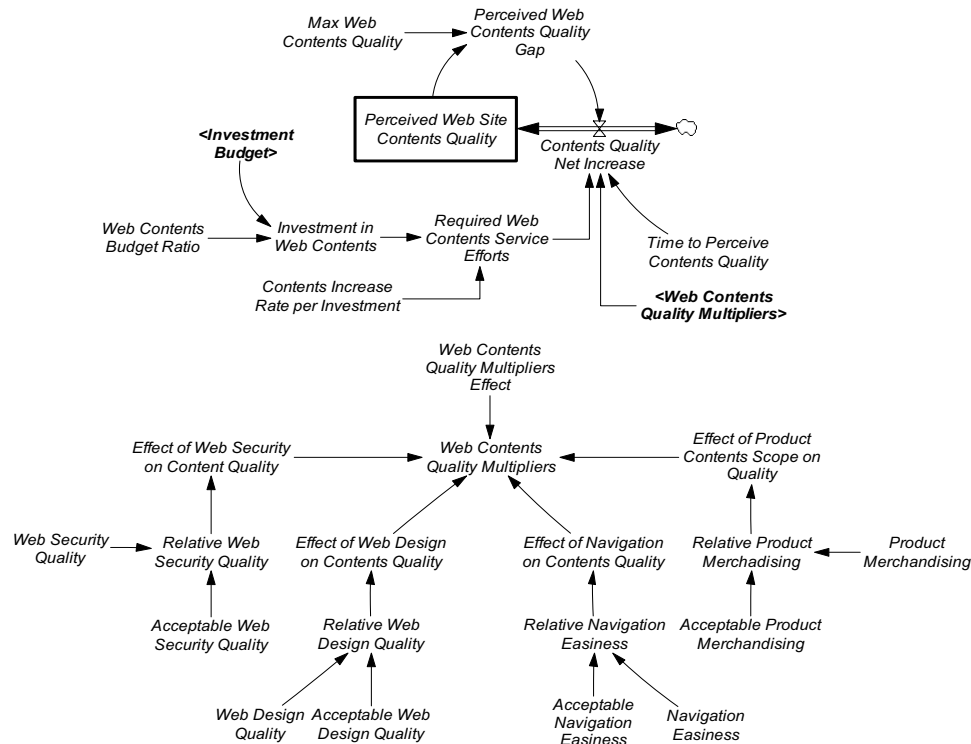 Max Web
Contents Quality
Perceived Web
Contents Quality
Gap
Perceived Web Site
Contents Quality
Contents Quality
Net Increase
<Investment
Budget>
Web Contents
Budget Ratio
Investment in
Web Contents
Required Web
Contents Service
Efforts
Time to Perceive
Contents Quality
Contents Increase
Rate per Investment
<Web Contents
Quality Multipliers>
Web Contents
Quality Multipliers
Effect
Effect of Web Security
on Content Quality
Web Contents
Quality Multipliers
Effect of Product
Contents Scope on
Quality
Web Security
Quality
Relative Web
Security Quality
Effect of Web Design
on Contents Quality
Effect of Navigation
on Contents Quality
Relative Product
Merchadising
Product
Merchandising
Acceptable Web
Security Quality
Relative Web
Design Quality
Relative Navigation
Easiness
Acceptable Product
Merchandising
Web Design
Quality
Acceptable Web
Design Quality
Acceptable
Navigation
Easiness
Navigation
Easiness